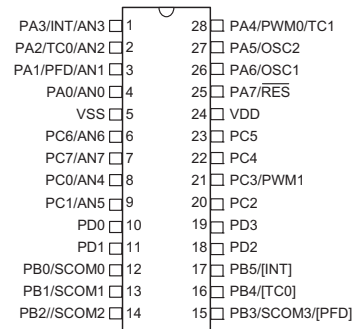 PA3/INT/AN3 1 28 PA4/PWM0/TC1
PA2/TC0/AN2 2 27 PA5/OSC2
PA1/PFD/AN1 3 26 PA6/OSC1
PA0/AN0 4 25 PA7/RES
VSS 5 24 VDD
PC6/AN6 6 23 PC5
PC7/AN7 7 22 PC4
PC0/AN4 8 21 PC3/PWM1
PC1/AN5 9 20 PC2
PD0 10 19 PD3
PD1 11 18 PD2
PB0/SCOM0 12 17 PB5/[INT]
PB1/SCOM1 13 16 PB4/[TC0]
PB2//SCOM2 14 15 PB3/SCOM3/[PFD]